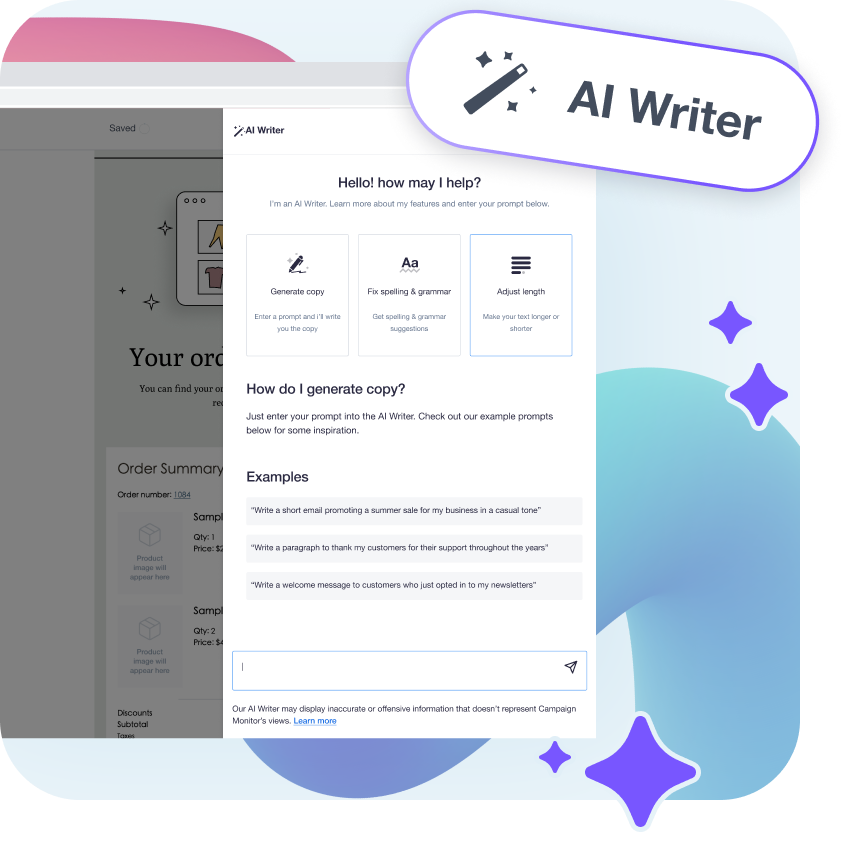 AI Writer
Saved
AI Writer
Hello! how may I help?
I'm an AI Writer. Learn more about my features and enter your prompt below.
Generate copy
Enter a prompt and i'll write
you the copy
Aa
Fix spelling & grammar
Get spelling & grammar
suggestions
Adjust length
Make your text longer or
shorter
Your
You can find your
How do I generate copy?
Just enter your prompt into the AI Writer. Check out our example prompts
below for some inspiration.
Examples
“Write a short email promoting a summer sale for my business in a casual tone”
“Write a paragraph to thank my customers for their support throughout the years”
“Write a welcome message to customers who just opted in to my newsletters”
Order Summary
Order number: 1084
Product
image will
appear here
Sampl
Qty: 1
Price: $2
Product
image will
appear here
Sampl
Qty: 2
Price: $4
Discounts
Subtotal
Taxes
Our AI Writer may display inaccurate or offensive information that doesn't represent Campaign
Monitor's views. Learn more